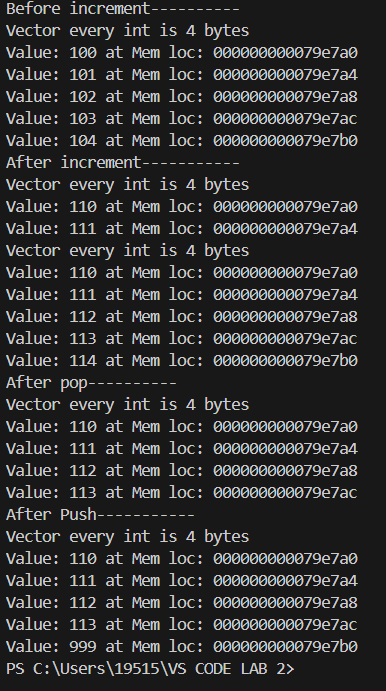 Before increment----------
Vector every int is 4 bytes
Value: 100 at Mem loc: 000000000079e7a0
Value: 101 at Mem loc: 000000000079e7a4
Value: 102 at Mem loc: 000000000079e7a8
Value: 103 at Mem loc: 000000000079e7ac
Value: 104 at Mem loc: 000000000079e7b0
After increment-----------
Vector every int is 4 bytes
Value: 110 at Mem loc: 000000000079e7a0
Value: 111 at Mem loc: 000000000079e7a4
Vector every int is 4 bytes
Value: 110 at Mem loc: 000000000079e7a0
Value: 111 at Mem loc: 000000000079e7a4
Value: 112 at Mem loc: 000000000079e7a8
Value: 113 at Mem loc: 000000000079e7ac
Value: 114 at Mem loc: 000000000079e7b0
After pop----------
Vector every int is 4 bytes
Value: 110 at Mem loc: 000000000079e7a0
Value: 111 at Mem loc: 000000000079e7a4
Value: 112 at Mem loc: 000000000079e7a8
Value: 113 at Mem loc: 000000000079e7ac
After Push-----------
Vector every int is 4 bytes
Value: 110 at Mem loc: 000000000079e7a0
Value: 111 at Mem loc: 000000000079e7a4
Value: 112 at Mem loc: 000000000079e7a8
Value: 113 at Mem loc: 000000000079e7ac
Value: 999 at Mem loc: 000000000079e7b0
PS C:\Users\19515\VS CODE LAB 2>